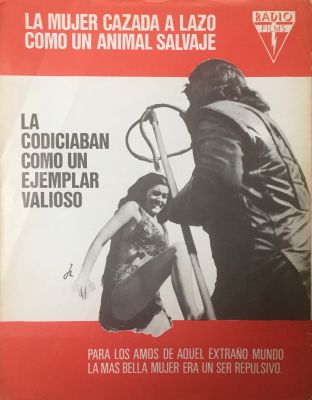 LA MUJER CAZADA A LAZO
COMO UN ANIMAL SALVAJE
RADIO
FILMS
LA
CODICIABAN
COMO UN
EJEMPLAR
VALIOSO
PARA LOS AMOS DE AQUEL EXTRAÑO MUNDO
LA MAS BELLA MUJER ERA UN SER REPULSIVO.